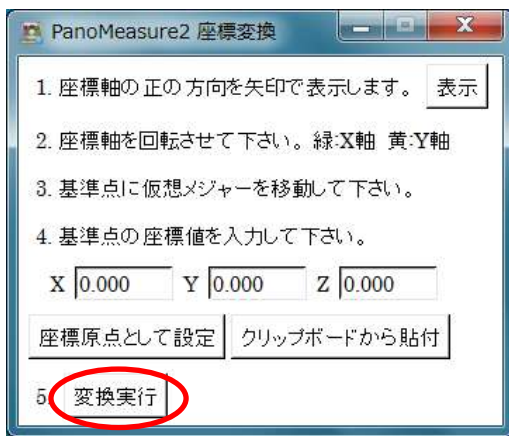 PanoMeasure2 座標変換
1. 座標軸の正の方向を矢印で表示します。 表示
2. 座標軸を回転させて下さい。緑:X軸 黄:Y軸
3. 基準点に仮想メジャーを移動して下さい。
4. 基準点の座標値を入力して下さい。
X 0.000 Y 0.000 Z 0.000
座標原点として設定 クリップボードから貼付
5. 変換実行